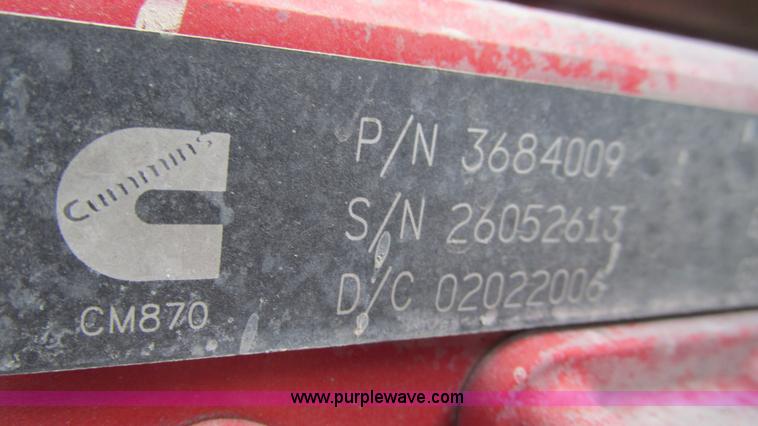 Cummins
CM870
P/N 3684009
S/N 26052613
D/C 02022006
www.purplewave.com